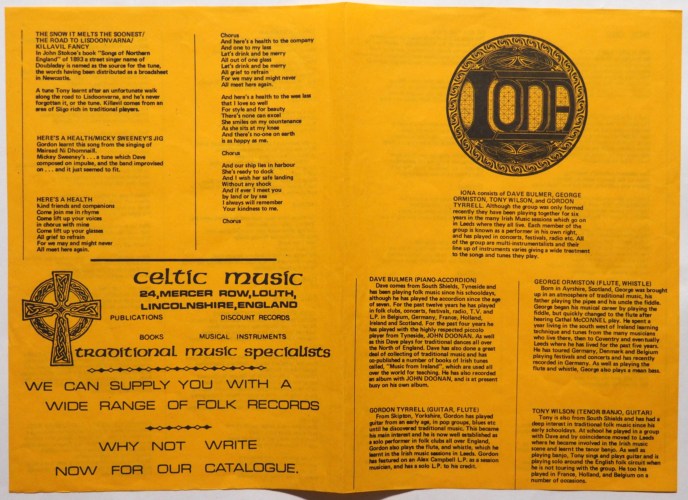 THE SNOW IT MELTS THE SOONEST/
THE ROAD TO LISDOONVARNA/
KILLAVIL FANCY
In John Stokoe's book "Songs of Northern
England" of 1893 a street singer name of
Doubleday is named as the source for the tune,
the words having been distributed as a broadsheet
in Newcastle.
A tune Tony learnt after an unfortunate walk
along the road to Lisdoonvarna, and he's never
forgotten it, or the tune. Killavil comes from an
area of Sligo rich in traditional players.
HERE'S A HEALTH/MICKY SWEENEY'S JIG
Gordon learnt this song from the singing of
Mairead Ni Dhomnaill.
Mickey Sweeney's . . . a tune which Dave
composed on impulse, and the band improvised
on . . . and it just seemed to fit.
HERE'S A HEALTH
Kind friends and companions
Come join me in rhyme
Come lift up your voices
in chorus with mine
Come lift up your glasses
All grief to refrain
For we may and might never
All meet here again.
Chorus
And here's a health to the company
And one to my lass
Let's drink and be merry
All out of one glass
Let's drink and be merry
All grief to refrain
For we may and might never
All meet here again.
And here's a health to the wee lass
that I love so well
For style and for beauty
There's none can excel
She smiles on my countenance
As she sits at my knee
And there's no-one on earth
is as happy as me.
Chorus
And our ship lies in harbour
She's ready to dock
And I wish her safe landing
Without any shock
And if ever I meet you
by land or by sea
I always will remember
Your kindness to me.
Chorus
celtic music
24, MERCER ROW, LOUTH,
LINCOLNSHIRE, ENGLAND
PUBLICATIONS DISCOUNT RECORDS
BOOKS MUSICAL INSTRUMENTS
traditional music specialists
WE CAN SUPPLY YOU WITH A
WIDE RANGE OF FOLK RECORDS
WHY NOT WRITE
NOW FOR OUR CATALOGUE.
IONA
IONA consists of DAVE BULMER, GEORGE
ORMISTON, TONY WILSON, and GORDON
TYRRELL. Although the group was only formed
recently they have been playing together for six
years in the many Irish Music sessions which go on
in Leeds where they all live. Each member of the
group is known as a performer in his own right,
and has played in concerts, festivals, radio etc. All
of the group are multi-instrumentalists and their
line up of instruments varies giving a wide treatment
to the songs and tunes they play.
DAVE BULMER (PIANO-ACCORDION)
Dave comes from South Shields, Tyneside and
has been playing folk music since his schooldays,
although he has played the accordion since the age
of seven. For the past twelve years he has played
in folk clubs, concerts, festivals, radio, T.V. and
L.P. in Belgium, Germany, France, Holland,
Ireland and Scotland. For the past four years he
has played with the highly respected piccolo
player from Tyneside, JOHN DOONAN. As well
as this Dave plays for traditional dances all over
the North of England. Dave has also done a great
deal of collecting of traditional music and has
co-published a number of books of Irish tunes
called, "Music from Ireland", which are used all
over the world for teaching. He has also recorded
an album with JOHN DOONAN, and is at present
busy on his own album.
GORDON TYRRELL (GUITAR, FLUTE)
From Skipton, Yorkshire, Gordon has played
guitar from an early age, in pop groups, blues etc
until he discovered traditional music. This became
his main interest and he is now well established as
a solo performer in folk clubs all over England.
Gordon also plays the flute, and whistle, which he
learnt in the Irish music sessions in Leeds. Gordon
has featured on an Alex Campbell L.P. as a session
musician, and has a solo L.P. to his credit.
GEORGE ORMISTON (FLUTE, WHISTLE)
Born in Ayrshire, Scotland, George was brought
up in an atmosphere of traditional music, his
father playing the pipes and his uncle the fiddle.
George began his musical career by playing the
fiddle, but quickly changed to the flute after
hearing Cathal McCONNEL play. He spent a
year living in the south west of Ireland learning
technique and tunes from the many musicians
who live there, then to Coventry and eventually
Leeds where he has lived for the past five years.
He has toured Germany, Denmark and Belgium
playing festivals and concerts and has recently
recorded in Germany. As well as playing the
flute and whistle, George also plays a mean bass.
TONY WILSON (TENOR BANJO, GUITAR)
Tony is also from South Shields and has had a
deep interest in traditional folk music since his
early schooldays. At school he played in a group
with Dave and by coincidence moved to Leeds
where he became involved in the Irish music
scene and learnt the tenor banjo. As well as
playing banjo, Tony sings and plays guitar and is
playing solo around the English folk circuit when
he is not touring with the group. He too has
played in France, Holland, and Belgium on a
number of occasions.